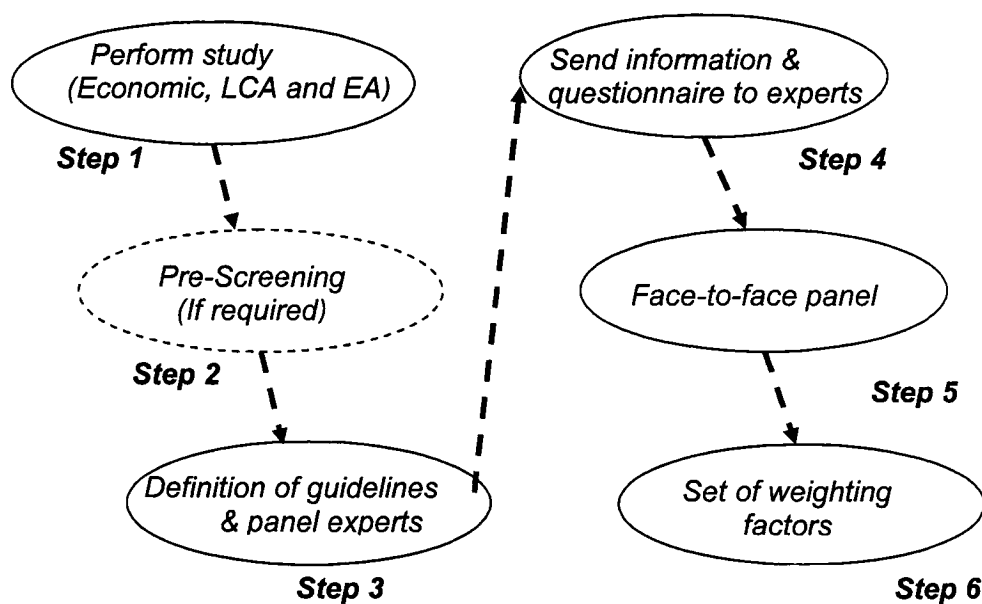 Perform study
(Economic, LCA and EA)
Step 1
Pre-Screening
(If required)
Step 2
Definition of guidelines
& panel experts
Step 3
Send information &
questionnaire to experts
Step 4
Face-to-face panel
Step 5
Set of weighting
factors
Step 6